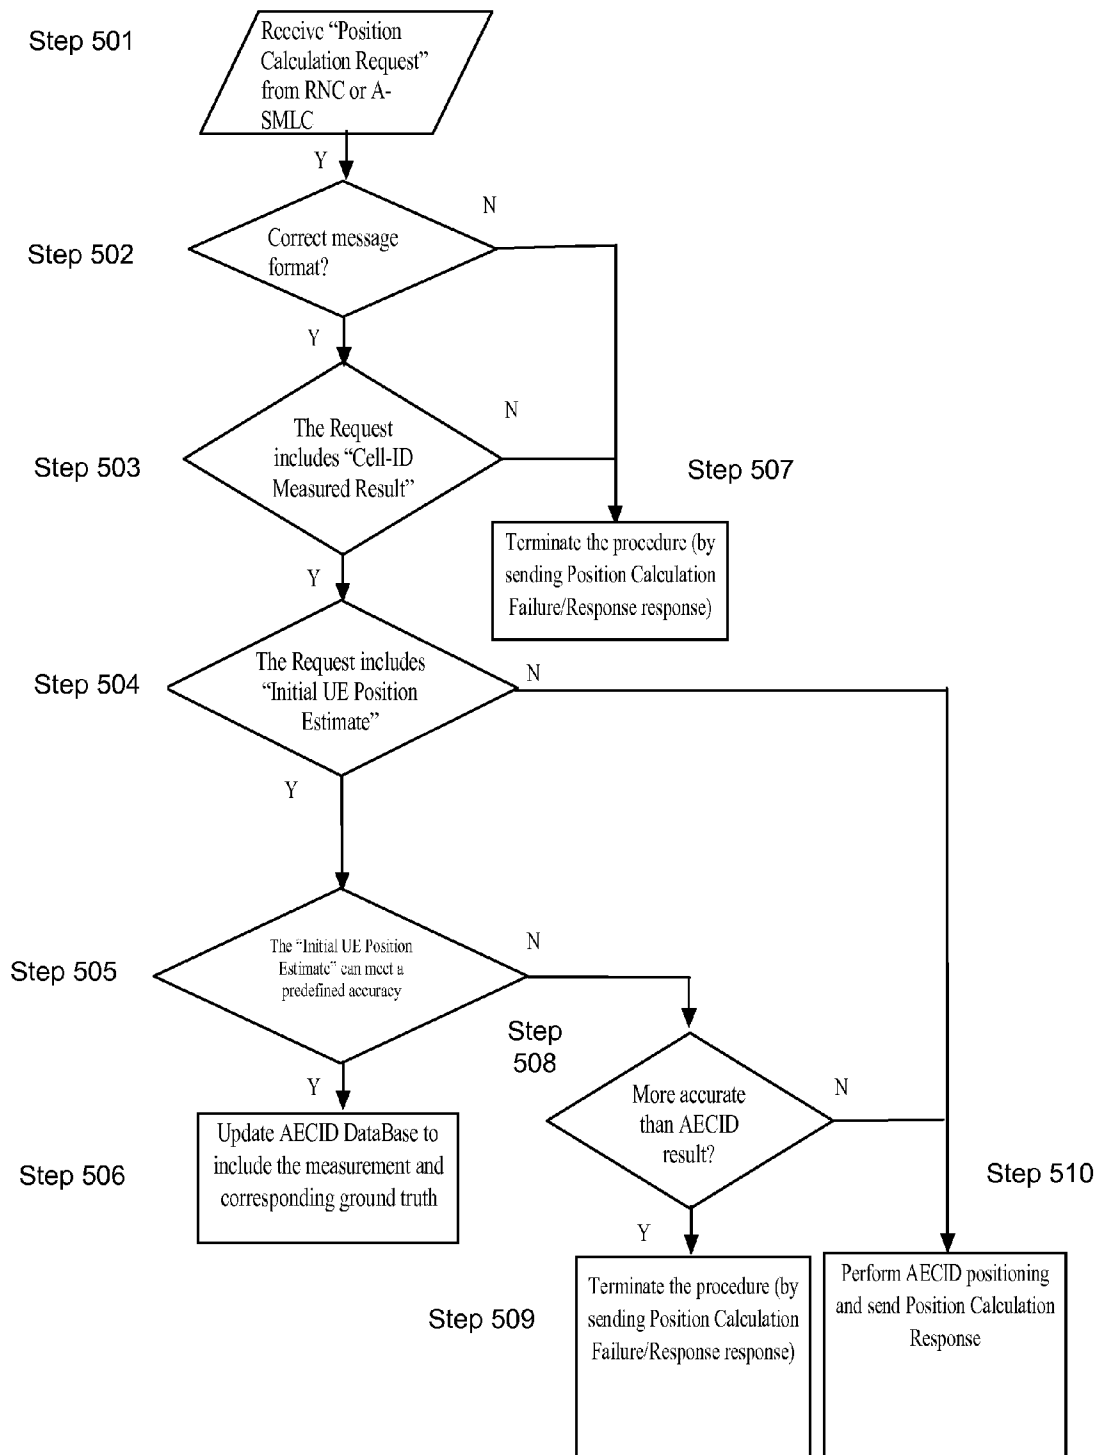 Step 501
Receive “Position
Calculation Request”
from RNC or A-
SMLC
Y
N
Step 502
Correct message
format?
Y
N
Step 503
The Request
includes “Cell-ID
Measured Result”
Step 507
Terminate the procedure (by
sending Position Calculation
Failure/Response response)
Y
Step 504
The Request includes
“Initial UE Position
Estimate”
N
Y
Step 505
The “Initial UE Position
Estimate” can meet a
predefined accuracy
N
Step
508
More accurate
than AECID
result?
N
Y
Step 506
Update AECID DataBase to
include the measurement and
corresponding ground truth
Step 510
Y
Step 509
Terminate the procedure (by
sending Position Calculation
Failure/Response response)
Perform AECID positioning
and send Position Calculation
Response